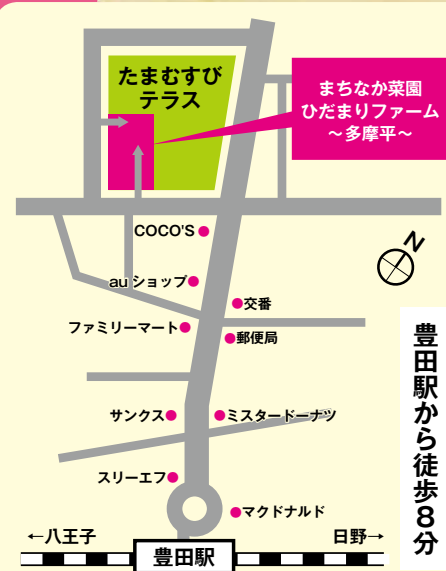 たまむすび
テラス
まちなか菜園
ひだまりファーム
～多摩平～
COCO'S
N
auショップ
交番
ファミリーマート
郵便局
豊田駅から徒歩8分
サンクス
ミスタードーナツ
スリーエフ
マクドナルド
←八王子
日野→
豊田駅